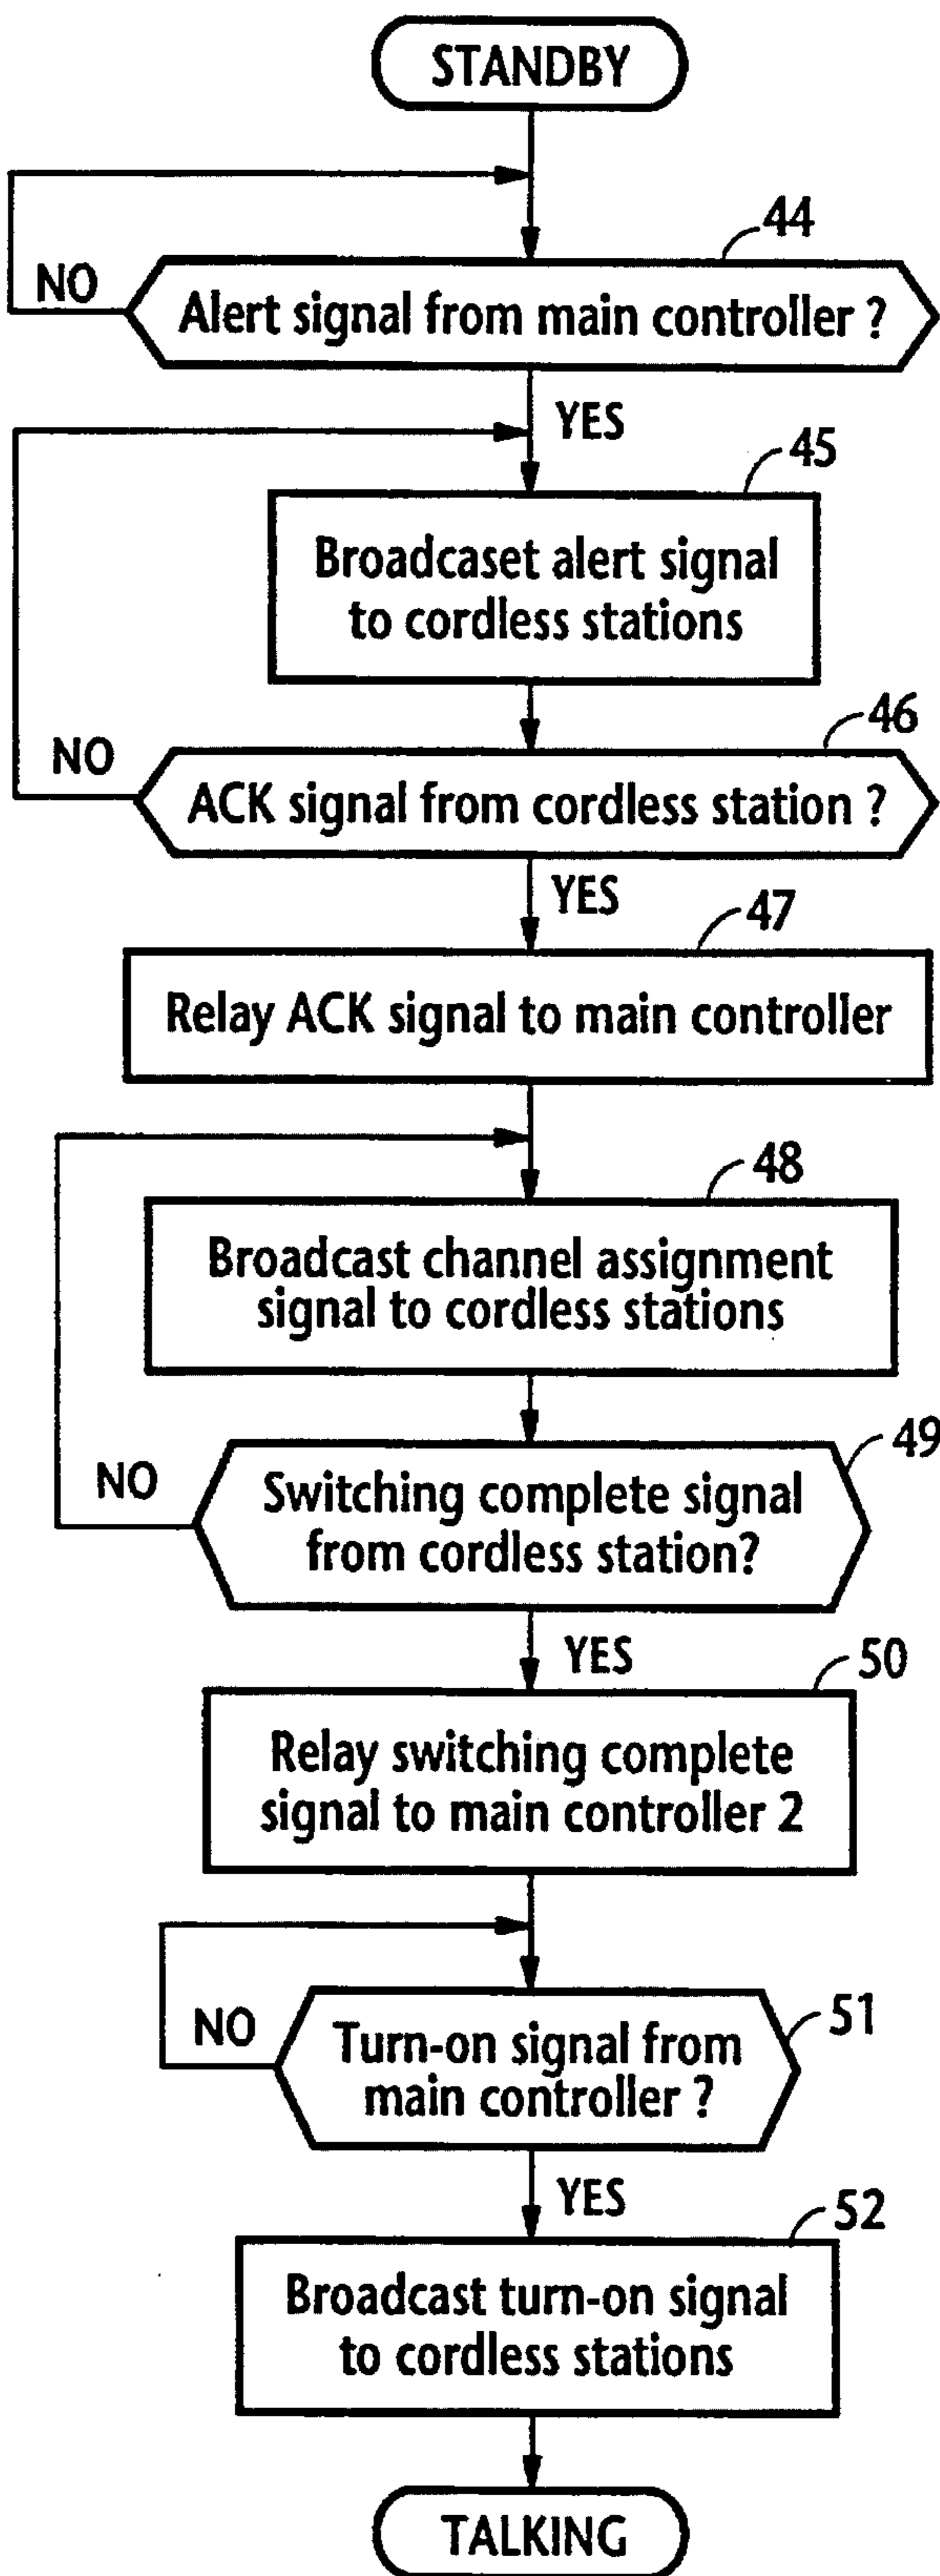 STANDBY
44
NO
Alert signal from main controller ?
YES
45
Broadcaset alert signal
to cordless stations
46
NO
ACK signal from cordless station ?
YES
47
Relay ACK signal to main controller
48
Broadcast channel assignment
signal to cordless stations
49
NO
Switching complete signal
from cordless station?
YES
50
Relay switching complete
signal to main controller 2
51
NO
Turn-on signal from
main controller ?
YES
52
Broadcast turn-on signal
to cordless stations
TALKING